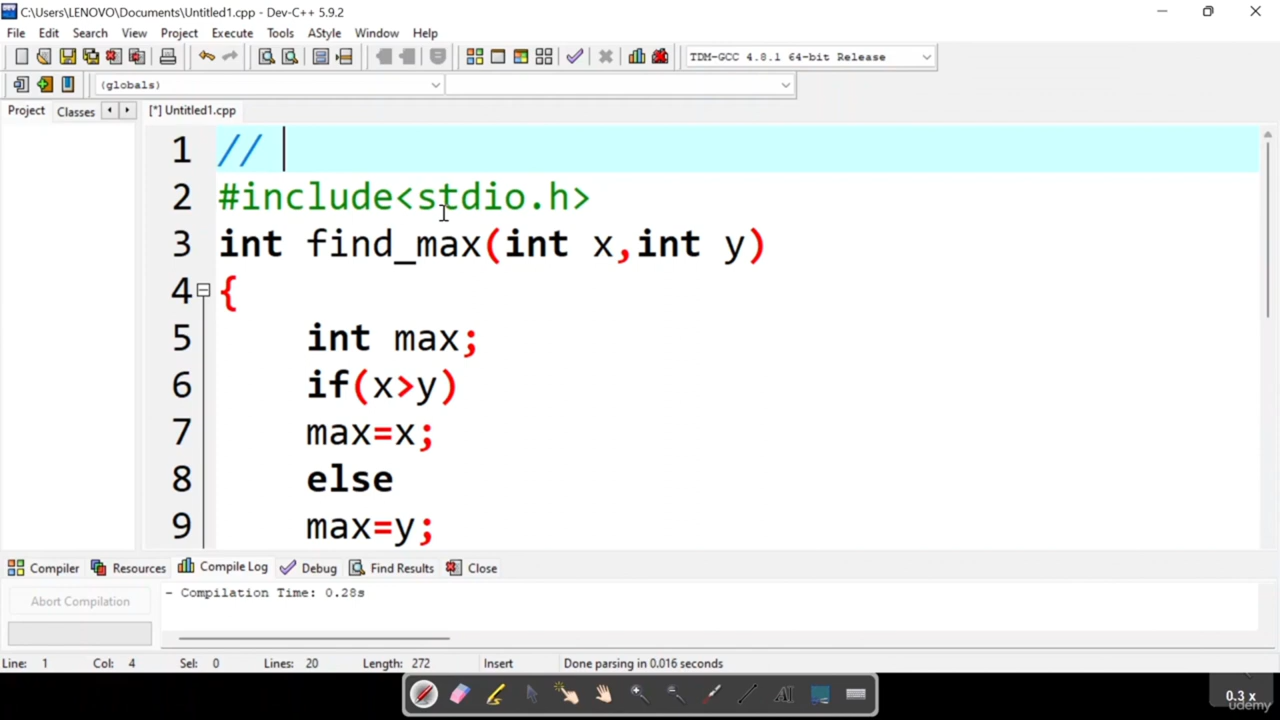 C:\Users\LENOVO\Documents\Untitled1.cpp - Dev-C++ 5.9.2
File Edit Search View Project Execute Tools AStyle Window Help
TDM-GCC 4.8.1 64-bit Release
(globals)
Project Classes [*] Untitled1.cpp
1 //
2 #include<stdio.h>
3 int find_max(int x,int y)
4 {
5 int max;
6 if(x>y)
7 max=x;
8 else
9 max=y;
Compiler Resources Compile Log Debug Find Results Close
Abort Compilation
- Compilation Time: 0.28s
Line: 1 Col: 4 Sel: 0 Lines: 20 Length: 272 Insert Done parsing in 0.016 seconds
AI
0.3 x
udemy